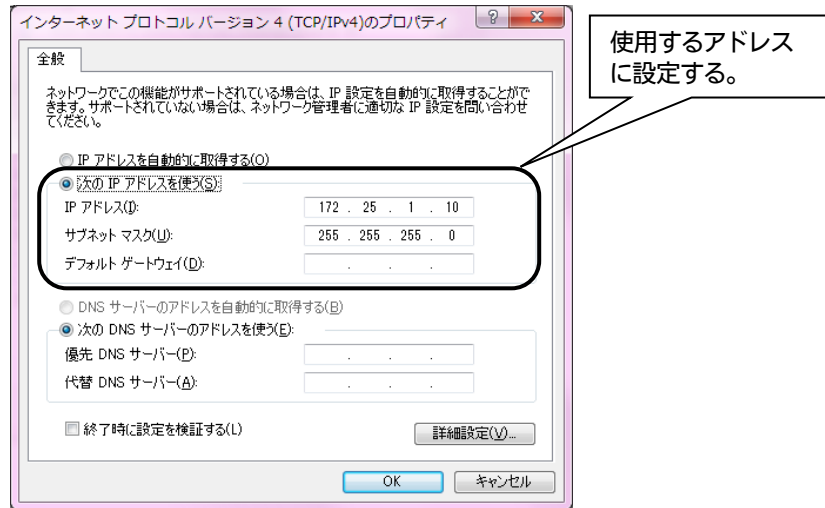 インターネット プロトコル バージョン 4 (TCP/IPv4)のプロパティ
使用するアドレス
に設定する。
全般
ネットワークでこの機能がサポートされている場合は、IP 設定を自動的に取得することがで
きます。サポートされていない場合は、ネットワーク管理者に適切な IP 設定を問い合わせ
てください。
IP アドレスを自動的に取得する(O)
次の IP アドレスを使う(S):
IP アドレス(I): 172 . 25 . 1 . 10
サブネット マスク(U): 255 . 255 . 255 . 0
デフォルト ゲートウェイ(D): . . .
DNS サーバーのアドレスを自動的に取得する(B)
次の DNS サーバーのアドレスを使う(E):
優先 DNS サーバー(P): . . .
代替 DNS サーバー(A): . . .
終了時に設定を検証する(L)
詳細設定(V)...
OK
キャンセル